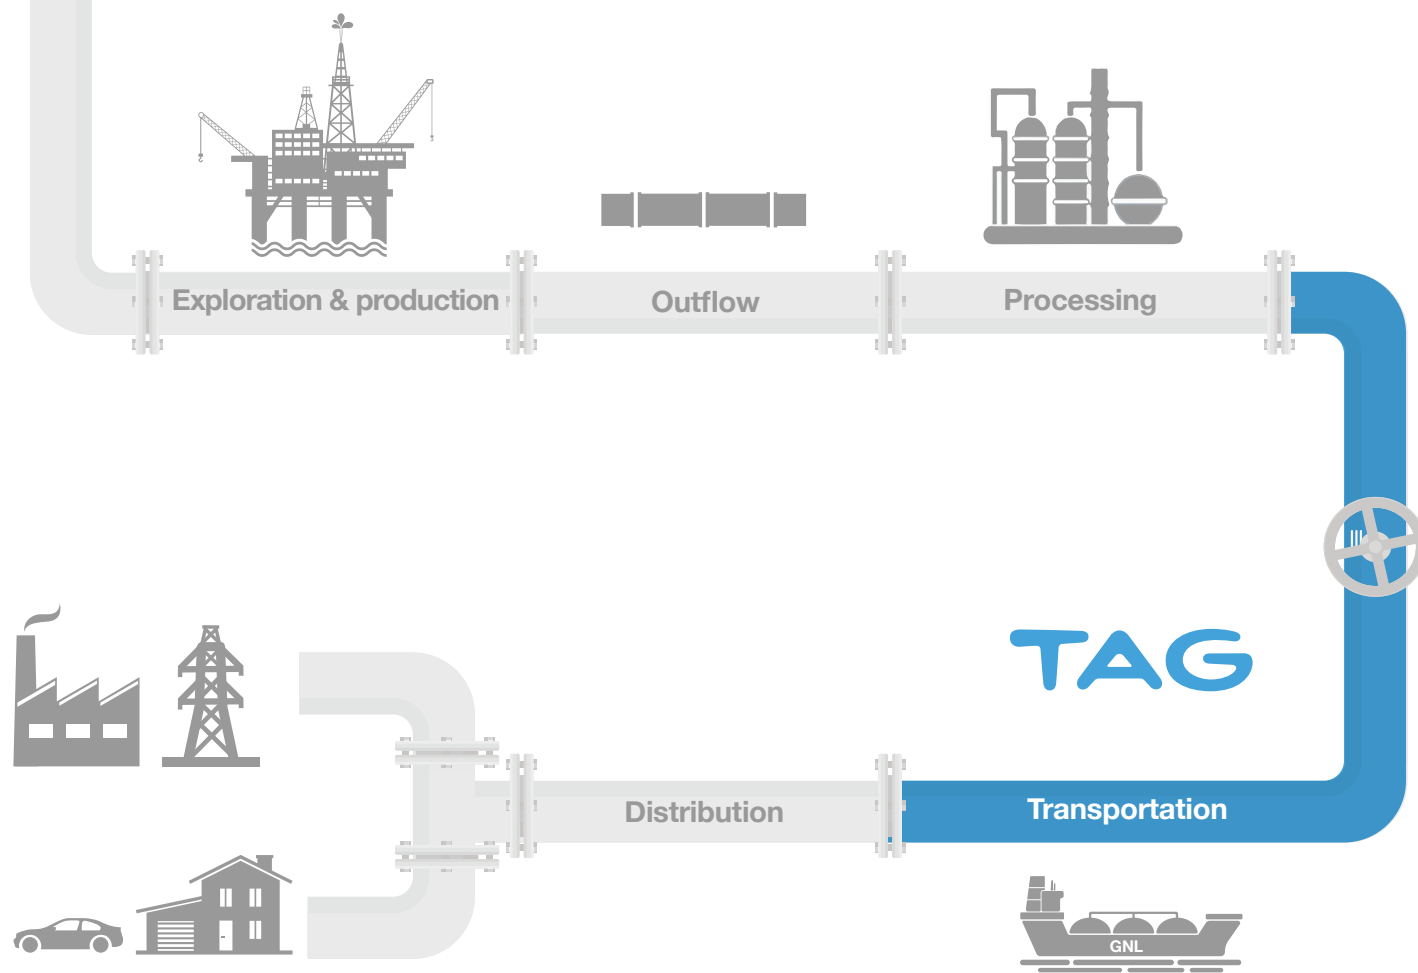 Exploration & production
Outflow
Processing
TAG
Distribution
Transportation
GNL